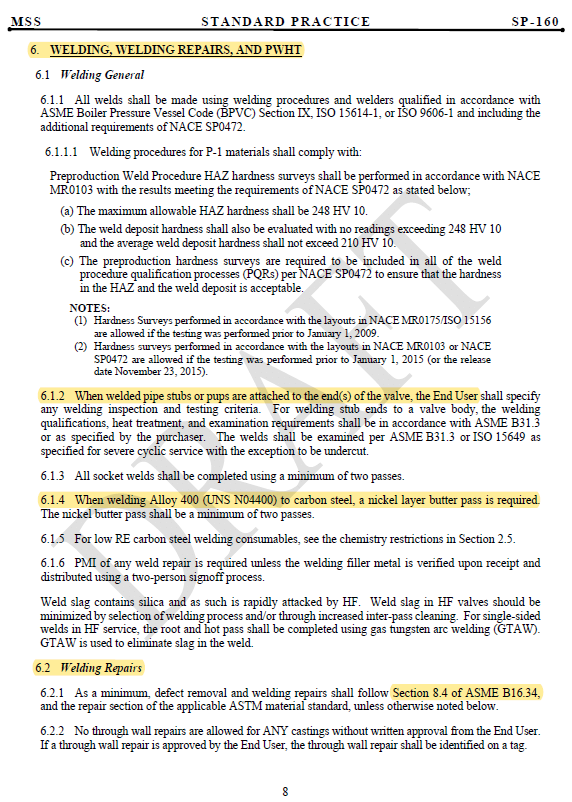 MSS STANDARD PRACTICE SP-160
6. WELDING, WELDING REPAIRS, AND PWHT
6.1 Welding General
6.1.1 All welds shall be made using welding procedures and welders qualified in accordance with
ASME Boiler Pressure Vessel Code (BPVC) Section IX, ISO 15614-1, or ISO 9606-1 and including the
additional requirements of NACE SP0472.
6.1.1.1 Welding procedures for P-1 materials shall comply with:
Preproduction Weld Procedure HAZ hardness surveys shall be performed in accordance with NACE
MR0103 with the results meeting the requirements of NACE SP0472 as stated below;
(a) The maximum allowable HAZ hardness shall be 248 HV 10.
(b) The weld deposit hardness shall also be evaluated with no readings exceeding 248 HV 10
and the average weld deposit hardness shall not exceed 210 HV 10.
(c) The preproduction hardness surveys are required to be included in all of the weld
procedure qualification processes (PQRs) per NACE SP0472 to ensure that the hardness
in the HAZ and the weld deposit is acceptable.
NOTES:
(1) Hardness Surveys performed in accordance with the layouts in NACE MR0175/ISO 15156
are allowed if the testing was performed prior to January 1, 2009.
(2) Hardness surveys performed in accordance with the layouts in NACE MR0103 or NACE
SP0472 are allowed if the testing was performed prior to January 1, 2015 (or the release
date November 23, 2015).
6.1.2 When welded pipe stubs or pups are attached to the end(s) of the valve, the End User shall specify
any welding inspection and testing criteria. For welding stub ends to a valve body, the welding
qualifications, heat treatment, and examination requirements shall be in accordance with ASME B31.3
or as specified by the purchaser. The welds shall be examined per ASME B31.3 or ISO 15649 as
specified for severe cyclic service with the exception to be undercut.
6.1.3 All socket welds shall be completed using a minimum of two passes.
6.1.4 When welding Alloy 400 (UNS N04400) to carbon steel, a nickel layer butter pass is required.
The nickel butter pass shall be a minimum of two passes.
6.1.5 For low RE carbon steel welding consumables, see the chemistry restrictions in Section 2.5.
6.1.6 PMI of any weld repair is required unless the welding filler metal is verified upon receipt and
distributed using a two-person signoff process.
Weld slag contains silica and as such is rapidly attacked by HF. Weld slag in HF valves should be
minimized by selection of welding process and/or through increased inter-pass cleaning. For single-sided
welds in HF service, the root and hot pass shall be completed using gas tungsten arc welding (GTAW).
GTAW is used to eliminate slag in the weld.
6.2 Welding Repairs
6.2.1 As a minimum, defect removal and welding repairs shall follow Section 8.4 of ASME B16.34,
and the repair section of the applicable ASTM material standard, unless otherwise noted below.
6.2.2 No through wall repairs are allowed for ANY castings without written approval from the End User.
If a through wall repair is approved by the End User, the through wall repair shall be identified on a tag.
8
DRAFT